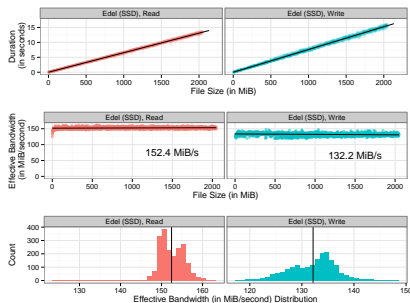 Edel (SSD), Read
Edel (SSD), Write
Duration
(in seconds)
15
10
5
0
0 500 1000 1500 2000
0 500 1000 1500 2000
File Size (in MiB)
Edel (SSD), Read
Edel (SSD), Write
Effective Bandwidth
(in MiB/second)
150
100
50
0
152.4 MiB/s
132.2 MiB/s
0 500 1000 1500 2000
0 500 1000 1500 2000
File Size (in MiB)
Edel (SSD), Read
Edel (SSD), Write
Count
400
300
200
100
0
130 140 150 160
120 130 140 150
Effective Bandwidth (in MiB/second) Distribution